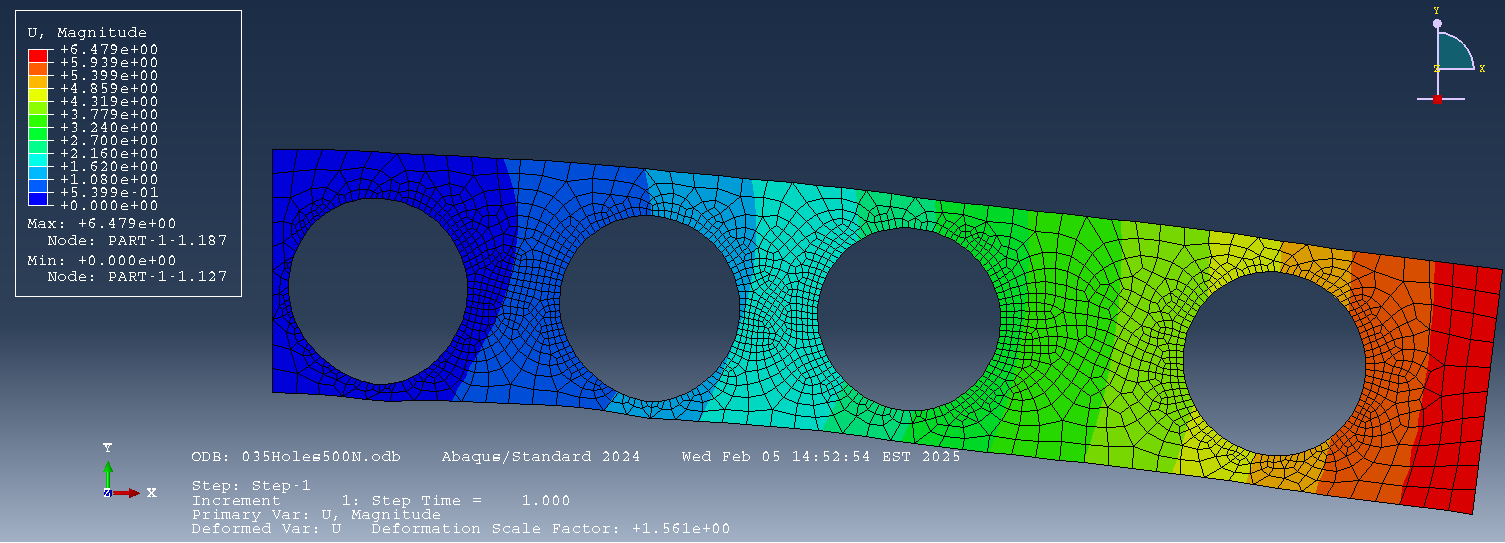 U, Magnitude
+6.479e+00
+5.939e+00
+5.399e+00
+4.859e+00
+4.319e+00
+3.779e+00
+3.240e+00
+2.700e+00
+2.160e+00
+1.620e+00
+1.080e+00
+5.399e-01
+0.000e+00
Max: +6.479e+00
Node: PART-1-1.187
Min: +0.000e+00
Node: PART-1-1.127
Y
Z X
Y
Z X
ODB: 035Holes500N.odb Abaqus/Standard 2024 Wed Feb 05 14:52:54 EST 2025
Step: Step-1
Increment 1: Step Time = 1.000
Primary Var: U, Magnitude
Deformed Var: U Deformation Scale Factor: +1.561e+00